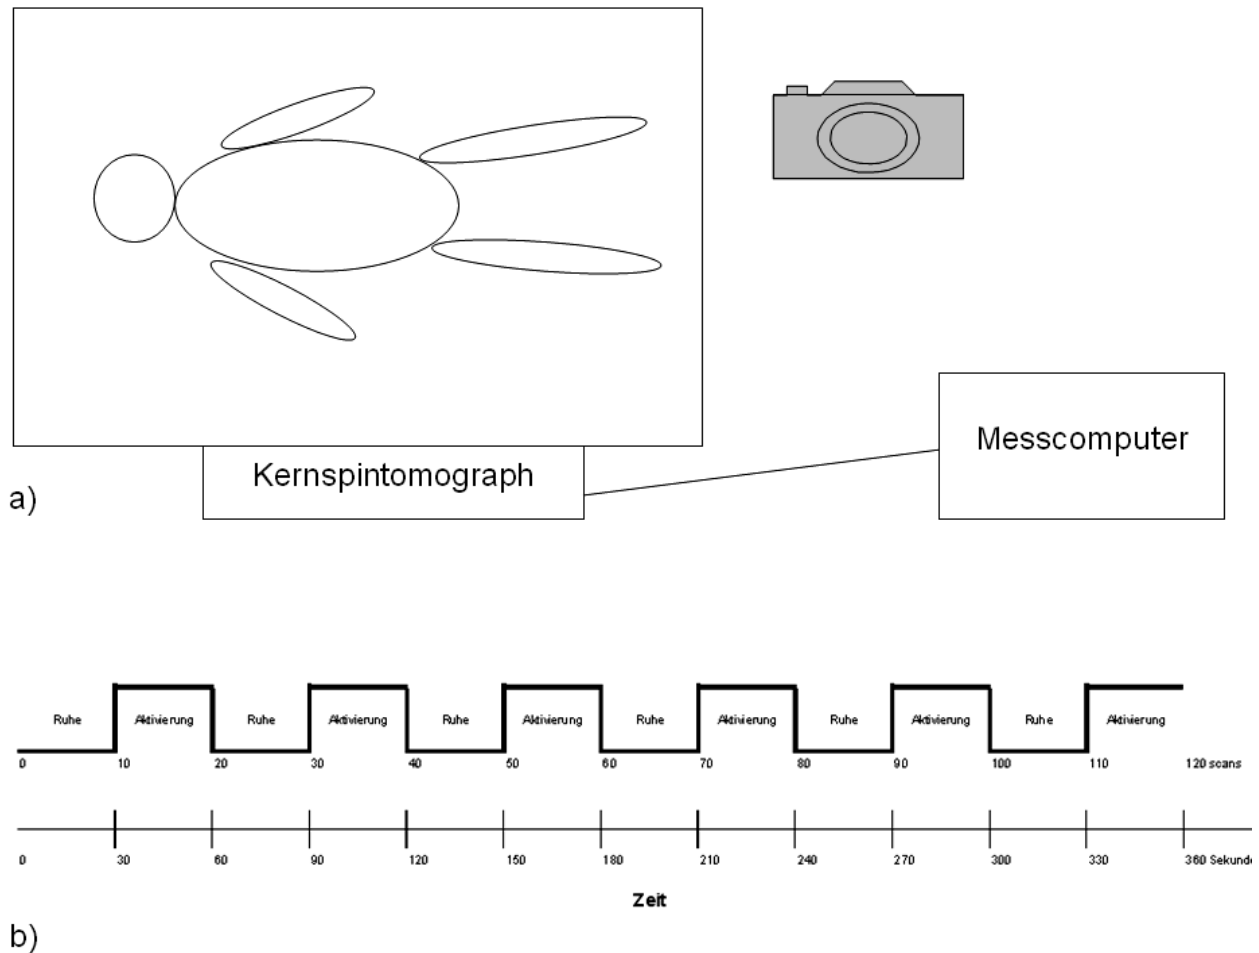 Messcomputer
Kernspintomograph
a)
Ruhe Aktivierung Ruhe Aktivierung Ruhe Aktivierung Ruhe Aktivierung Ruhe Aktivierung Ruhe Aktivierung
0 10 20 30 40 50 60 70 80 90 100 110 120 scans
0 30 60 90 120 150 180 210 240 270 300 330 360 Sekunde
Zeit
b)